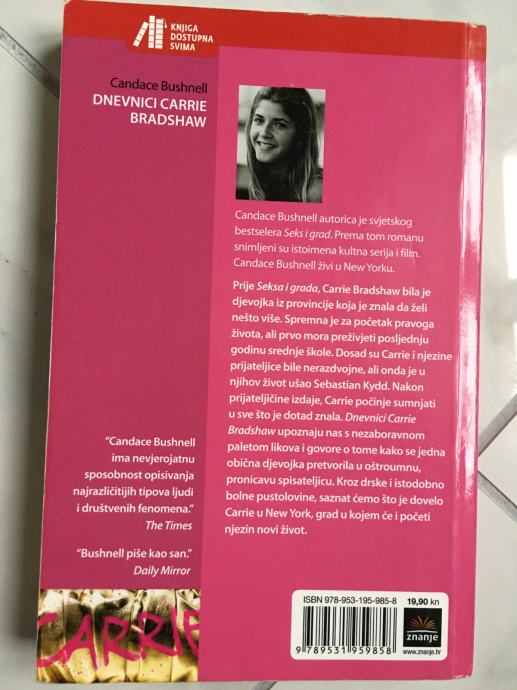 KNJIGA
DOSTUPNA
SVIMA
Candace Bushnell
DNEVNICI CARRIE
BRADSHAW
Candace Bushnell autorica je svjetskog
bestselera Seks i grad. Prema tom romanu
snimljeni su istoimena kultna serija i film.
Candace Bushnell živi u New Yorku.
Prije Seksa i grada, Carrie Bradshaw bila je
djevojka iz provincije koja je znala da želi
nešto više. Spremna je za početak pravoga
života, ali prvo mora preživjeti posljednju
godinu srednje škole. Dosad su Carrie i njezine
prijateljice bile nerazdvojne, ali onda je u
njihov život ušao Sebastian Kydd. Nakon
prijateljičine izdaje, Carrie počinje sumnjati
u sve što je dotad znala. Dnevnici Carrie
Bradshaw upoznaju nas s nezaboravnom
paletom likova i govore o tome kako se jedna
obična djevojka pretvorila u oštroumnu,
pronicavu spisateljicu. Kroz drske i istodobno
bolne pustolovine, saznat ćemo što je dovelo
Carrie u New York, grad u kojem će i početi
njezin novi život.
"Candace Bushnell
ima nevjerojatnu
sposobnost opisivanja
najrazličitijih tipova ljudi
i društvenih fenomena."
The Times
"Bushnell piše kao san."
Daily Mirror
CARRIE
ISBN 978-953-195-985-8
19,90 kn
9 789531 959858
znanje
www.znanje.hr